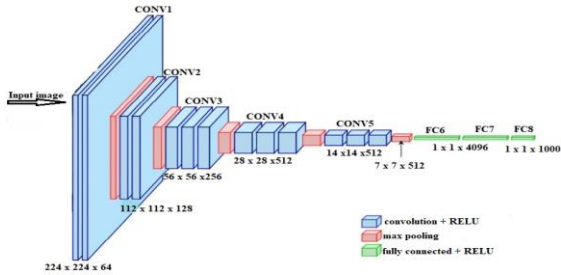 CONV1
CONV2
Input image
CONV3
CONV4
CONV5
FC6 FC7 FC8
28 x 28 x512
14 x14 x512
1 x 1 x 4096
1 x 1 x 1000
7 x 7 x 512
56 x 56 x256
112 x 112 x 128
convolution + RELU
max pooling
fully connected + RELU
224 x 224 x 64